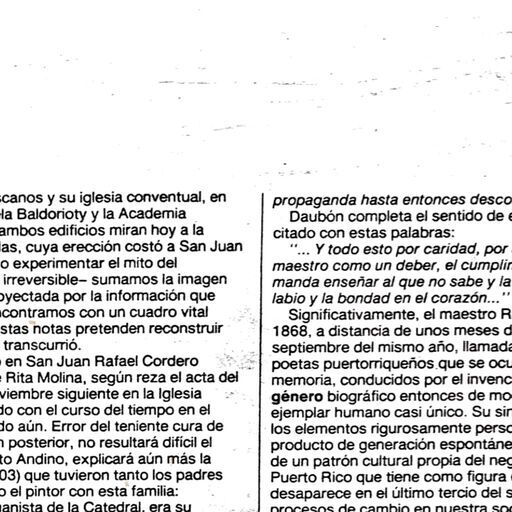 scanos y su iglesia conventual, en
la Baldorioty y la Academia
ambos edificios miran hoy a la
as, cuya erección costó a San Juan
o experimentar el mito del
irreversible– sumamos la imagen
oyectada por la información que
ncontramos con un cuadro vital
stas notas pretenden reconstruir
transcurrió.
en San Juan Rafael Cordero
Rita Molina, según reza el acta del
viembre siguiente en la Iglesia
do con el curso del tiempo en el
do aún. Error del teniente cura de
n posterior, no resultará difícil el
to Andino, explicará aún más la
03) que tuvieron tanto los padres
o el pintor con esta familia:
ganista de la Catedral, era su
propaganda hasta entonces desco
Daubón completa el sentido de e
citado con estas palabras:
"... Y todo esto por caridad, por
maestro como un deber, el cumplim
manda enseñar al que no sabe y la
labio y la bondad en el corazón..."
Significativamente, el maestro R
1868, a distancia de unos meses d
septiembre del mismo año, llamada
poetas puertorriqueños que se ocu
memoria, conducidos por el invenc
género biográfico entonces de mod
ejemplar humano casi único. Su sin
los elementos rigurosamente perso
producto de generación espontáne
de un patrón cultural propia del neg
Puerto Rico que tiene como figura
desaparece en el último tercio del s
procesos de cambio en nuestra soc